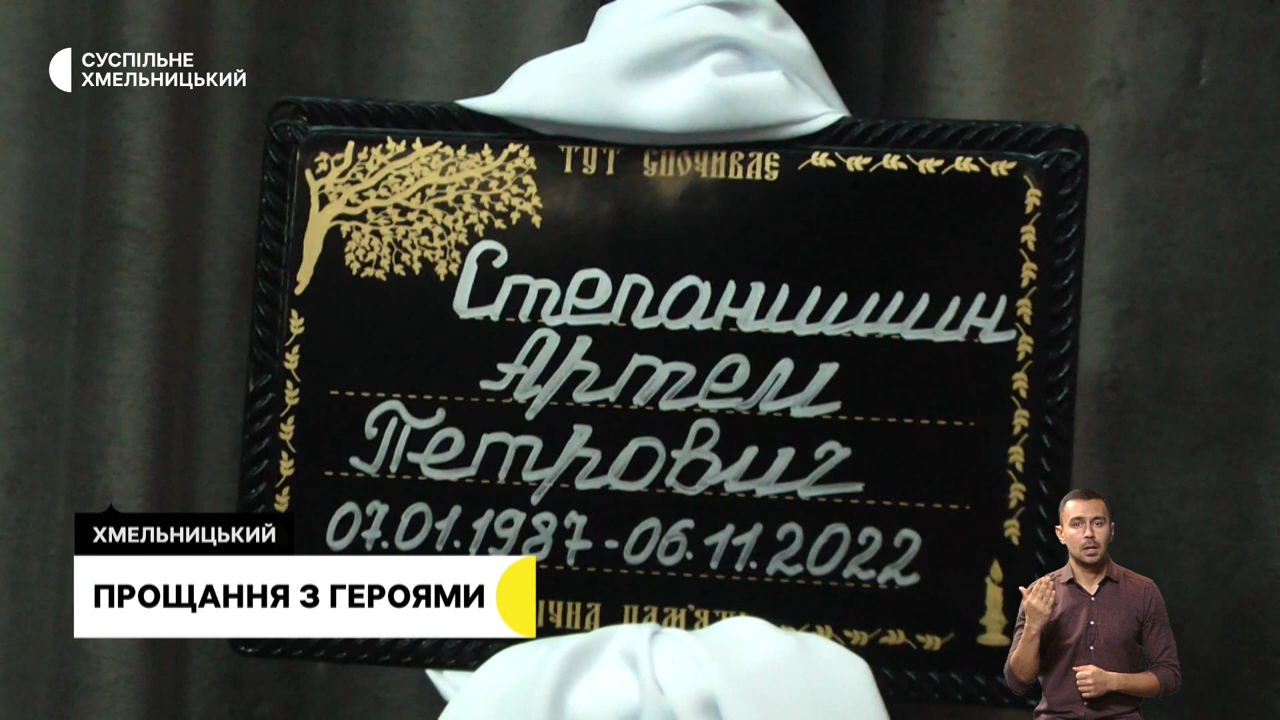 СУСПІЛЬНЕ
ХМЕЛЬНИЦЬКИЙ
ТУТ СПОЧИВАЄ
Степанишин
Артем
Петрович
07.01.1987-06.11.2022
ХМЕЛЬНИЦЬКИЙ
ПРОЩАННЯ З ГЕРОЯМИ